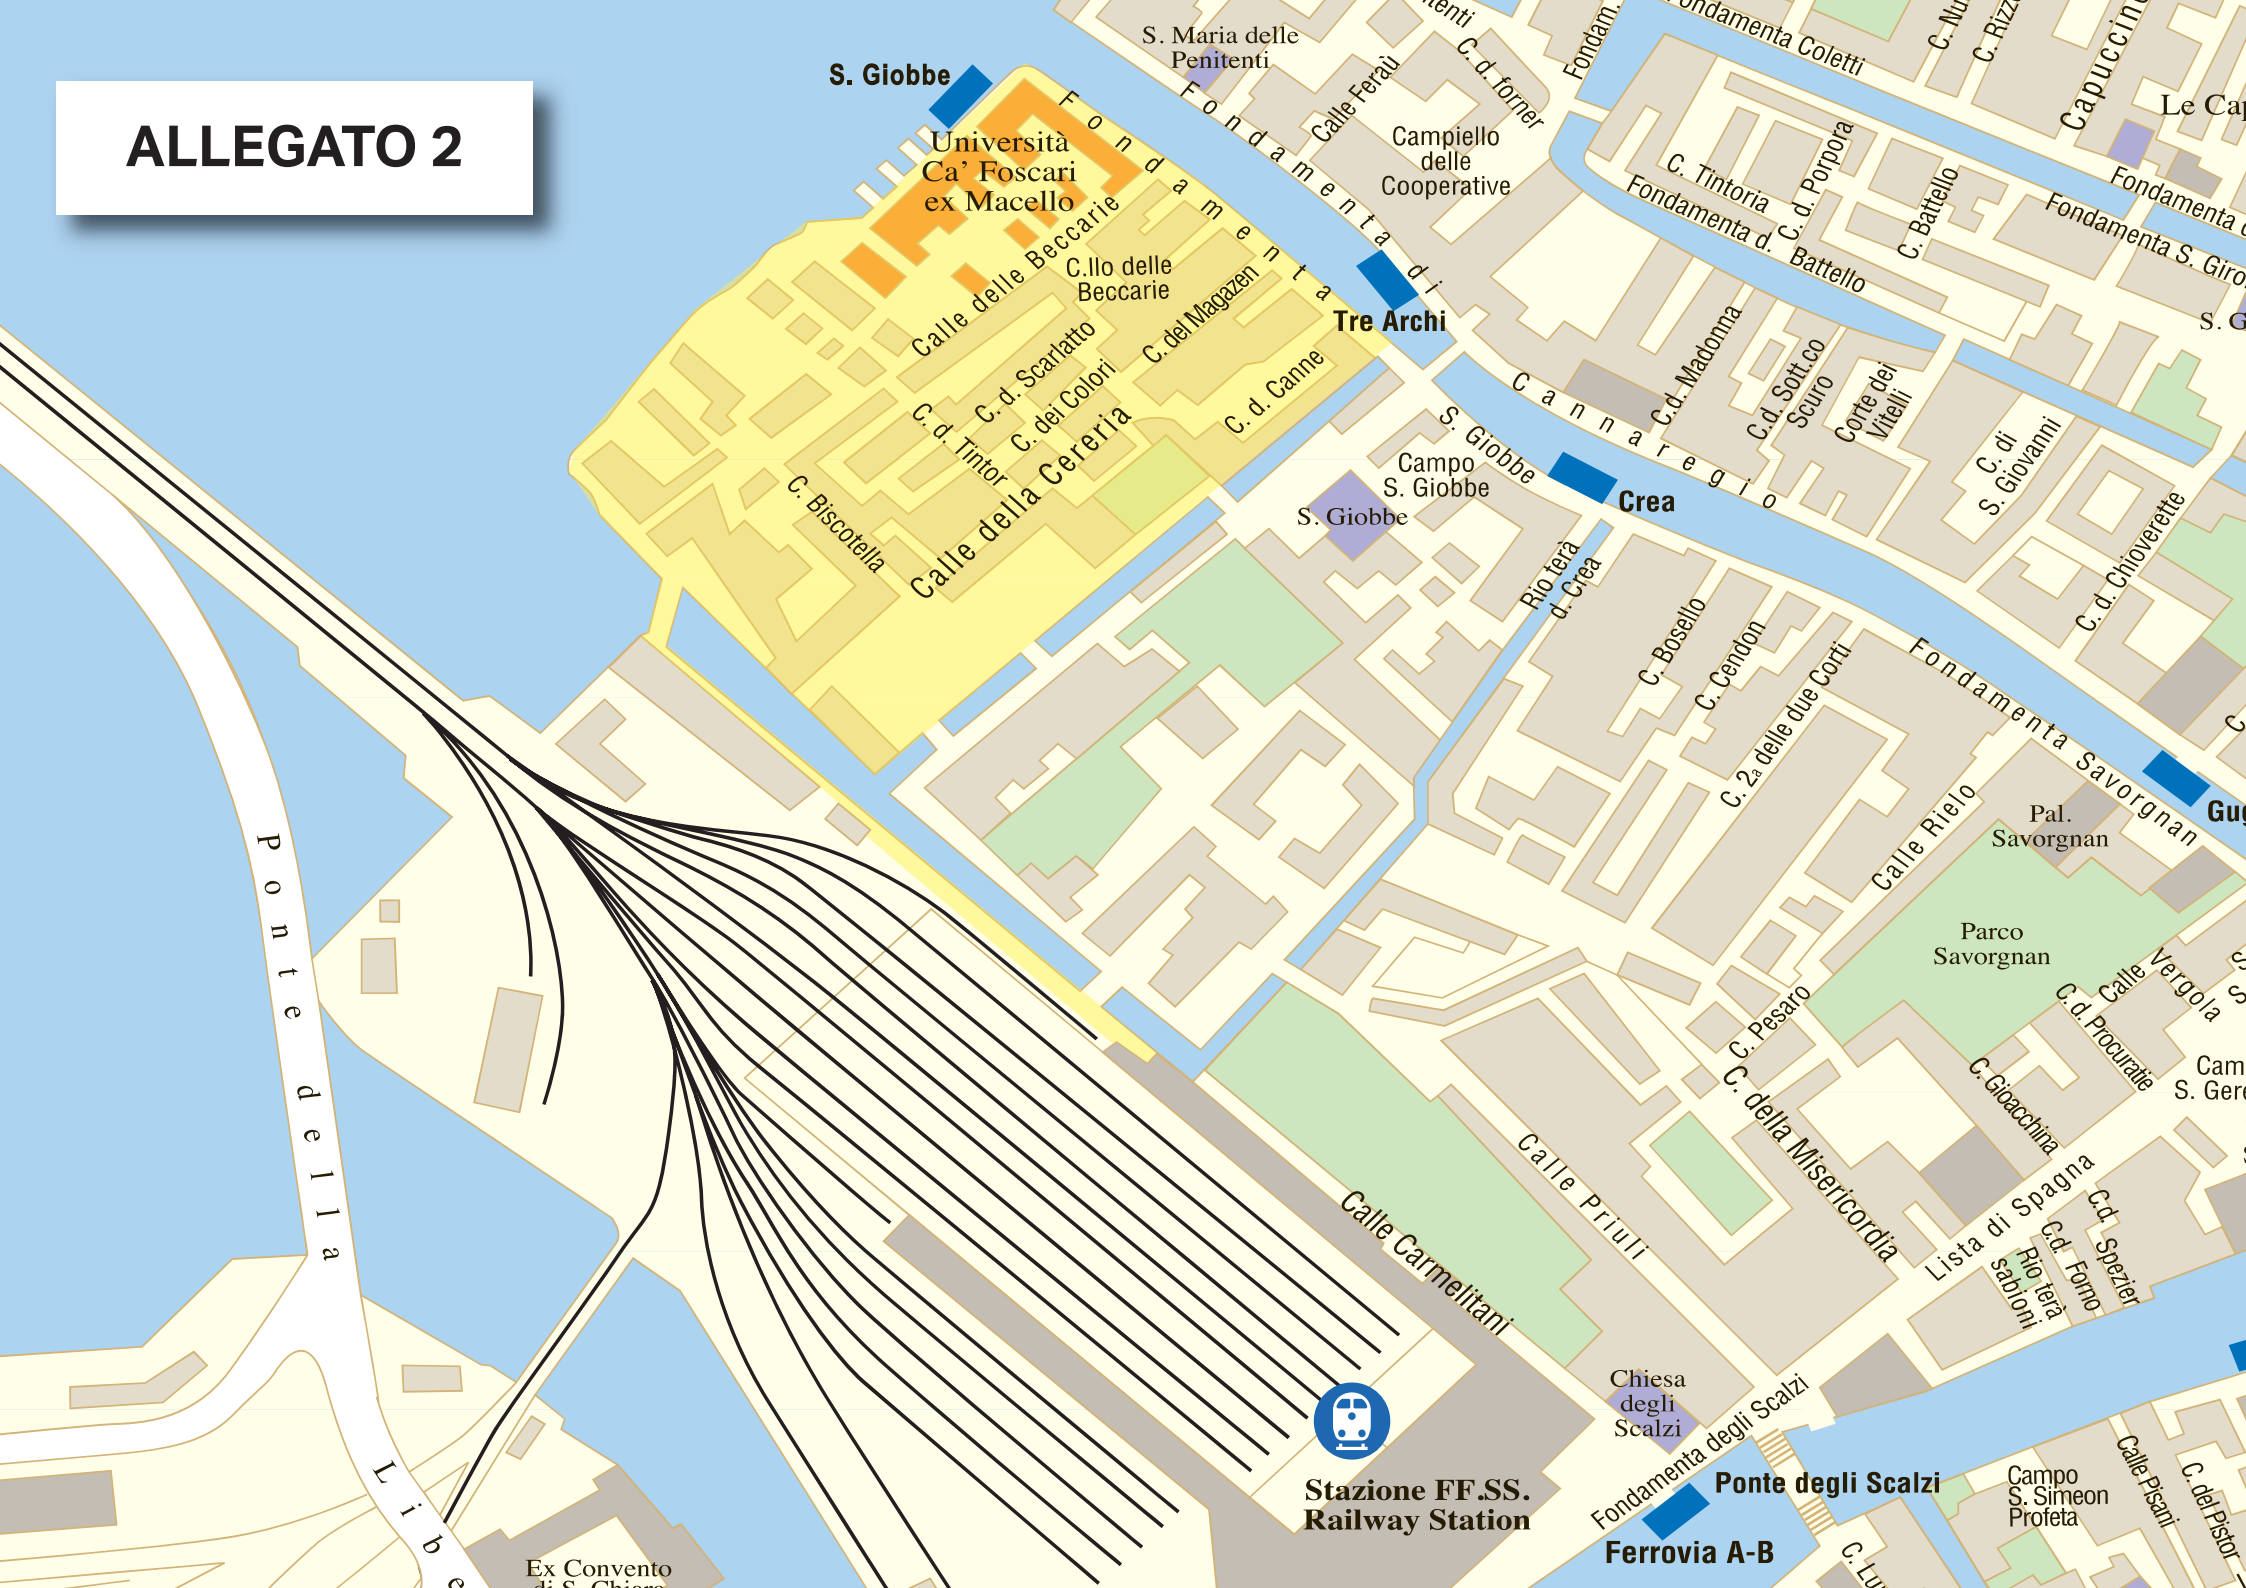 ALLEGATO 2
S. Giobbe
Università
Ca' Foscari
ex Macello
S. Maria delle
Penitenti
Calle Feraù
C. d. forner
Campiello
delle
Cooperative
Fondam.
Fondamenta Coletti
C. Tintoria
C. d. Porpora
C. Battello
Fondamenta d. Battello
Capuccine
Fondamenta
Fondamenta di
Cannaregio
Tre Archi
Calle delle Beccarie
C.llo delle
Beccarie
C. del Magazen
C. d. Scarlatto
C. dei Colori
C. d. Canne
C. d. Tintor
Calle della Cereria
C. Biscotella
S. Giobbe
Campo
S. Giobbe
S. Giobbe
Crea
Rio terà
d. Crea
C.d. Madonna
C.d. Sott.co
Scuro
Corte dei
Vitelli
C. di
S. Giovanni
C. d. Chioverette
C. Bosello
C. Cendon
C. 2a delle due Corti
Calle Rielo
Fondamenta Savorgnan
Pal.
Savorgnan
Parco
Savorgnan
Calle
Vergola
C.d. Procuratie
C. Pesaro
C. Gioacchina
C. della Misericordia
Calle Priuli
Calle Carmelitani
Lista di Spagna
Rio terà
sabioni
C.d. Forno
C.d. Spezier
Chiesa
degli
Scalzi
Fondamenta degli Scalzi
Ponte degli Scalzi
Ferrovia A-B
Stazione FF.SS.
Railway Station
Campo
S. Simeon
Profeta
Calle Pisani
C. del Pistor
Ponte della
Ex Convento
di S. Chiara